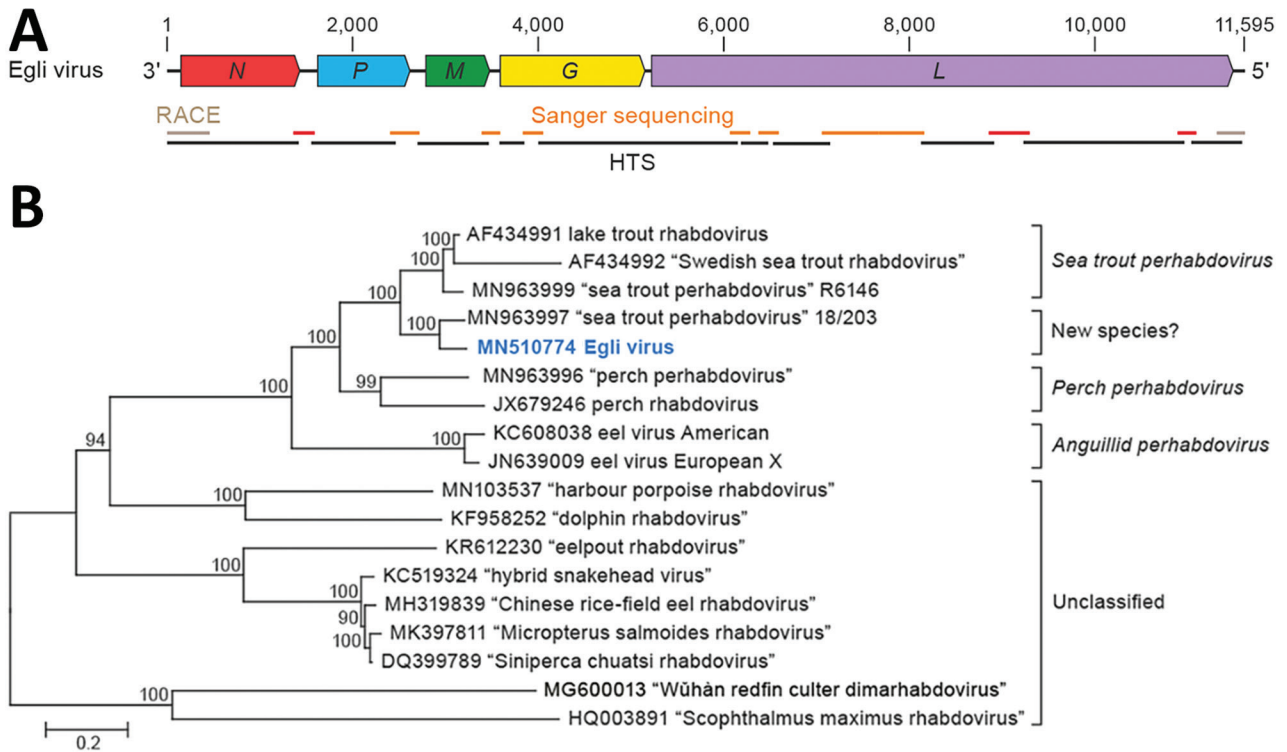 A
1 2,000 4,000 6,000 8,000 10,000 11,595
Egli virus 3' N P M G L 5'
RACE Sanger sequencing
HTS
B
100 AF434991 lake trout rhabdovirus
100 AF434992 “Swedish sea trout rhabdovirus” Sea trout perhabdovirus
100 MN963999 “sea trout perhabdovirus” R6146
100 MN963997 “sea trout perhabdovirus” 18/203
100 New species?
MN510774 Egli virus
99 MN963996 “perch perhabdovirus”
100 Perch perhabdovirus
JX679246 perch rhabdovirus
100 KC608038 eel virus American
Anguillid perhabdovirus
JN639009 eel virus European X
94
100 MN103537 “harbour porpoise rhabdovirus”
KF958252 “dolphin rhabdovirus”
100 KR612230 “eelpout rhabdovirus”
KC519324 “hybrid snakehead virus”
100 MH319839 “Chinese rice-field eel rhabdovirus” Unclassified
90
100 MK397811 “Micropterus salmoides rhabdovirus”
DQ399789 “Siniperca chuatsi rhabdovirus”
100 MG600013 “Wǔhàn redfin culter dimarhabdovirus”
HQ003891 “Scophthalmus maximus rhabdovirus”
0.2